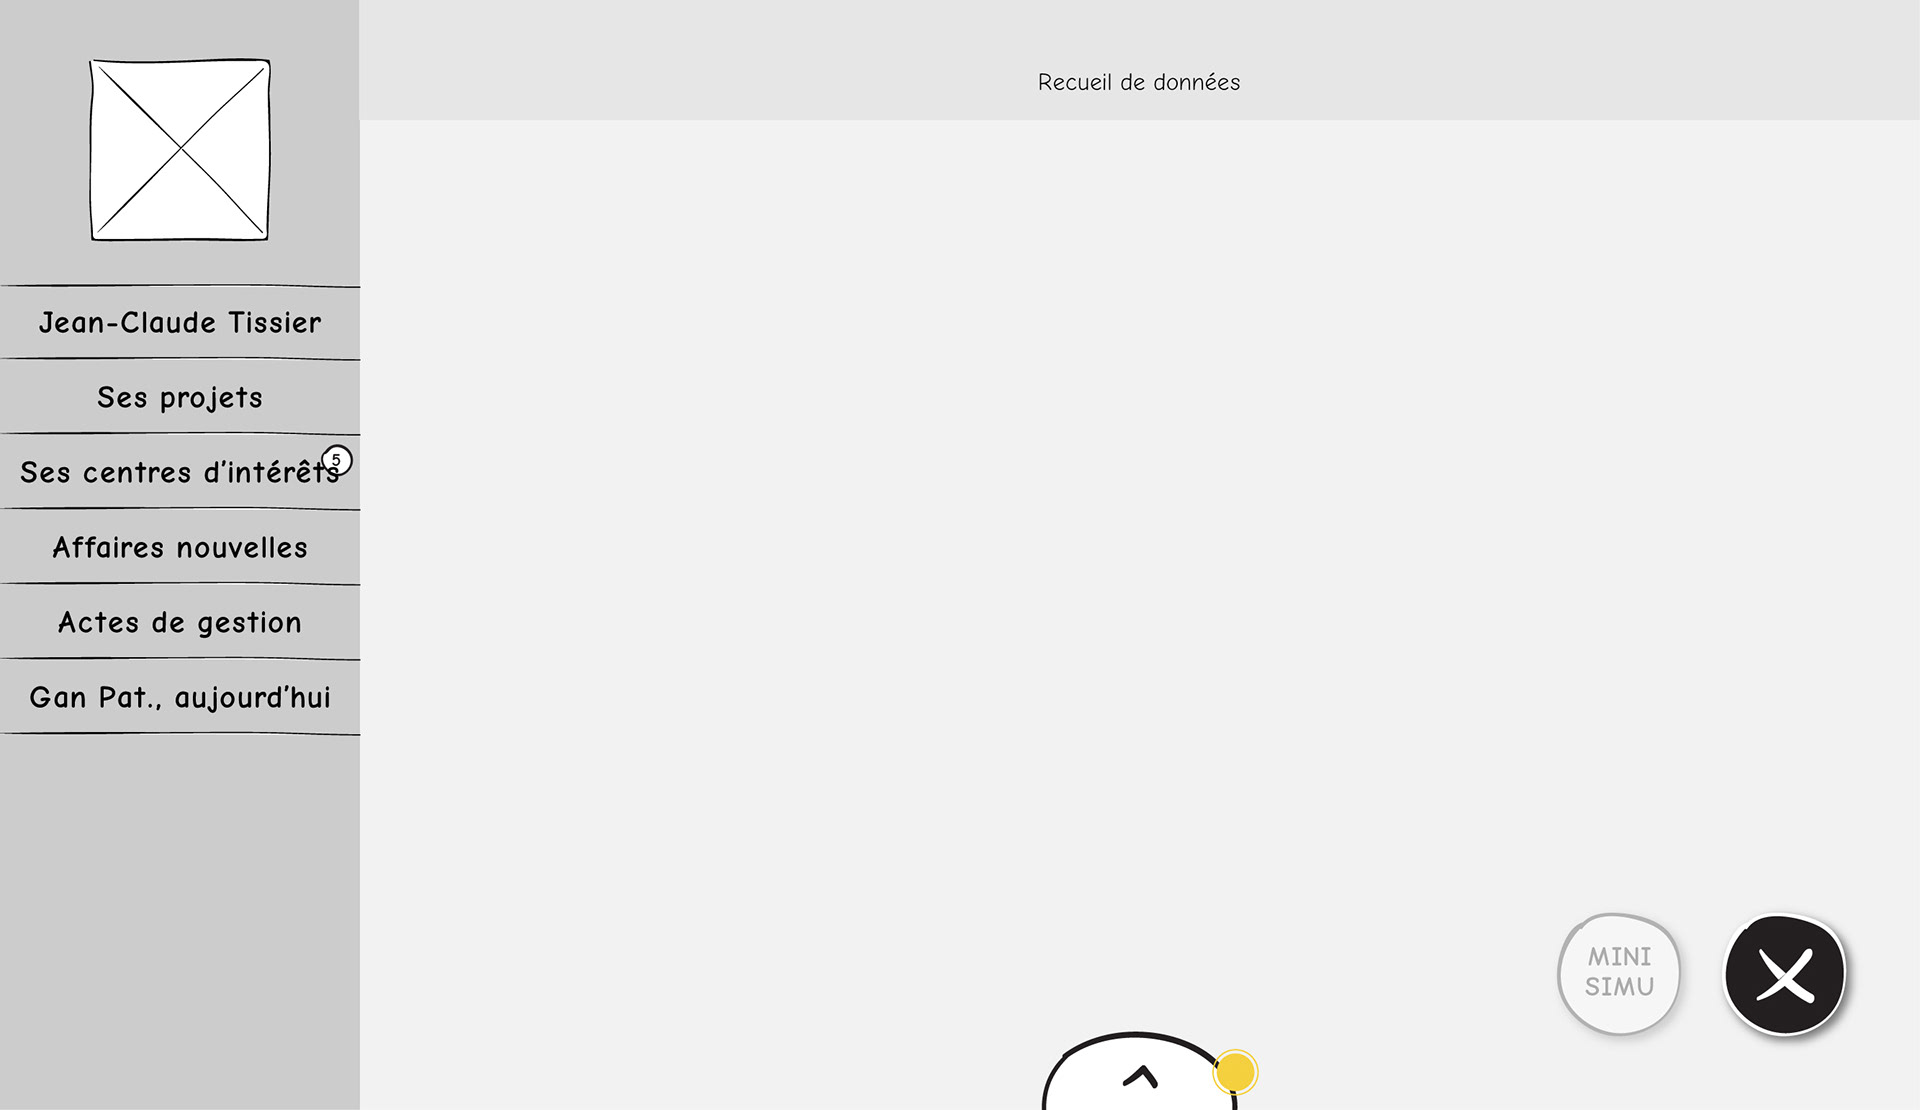 Recueil de données
Jean-Claude Tissier
Ses projets
Ses centres d'intérêts
5
Affaires nouvelles
Actes de gestion
Gan Pat., aujourd'hui
MINI
SIMU